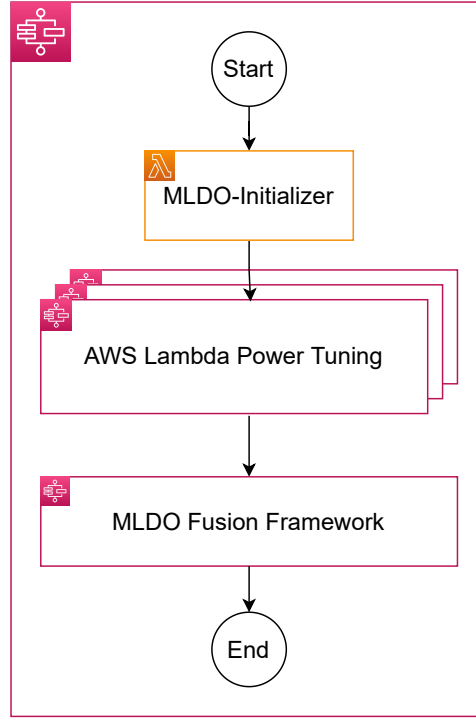 Start
MLDO-Initializer
AWS Lambda Power Tuning
MLDO Fusion Framework
End